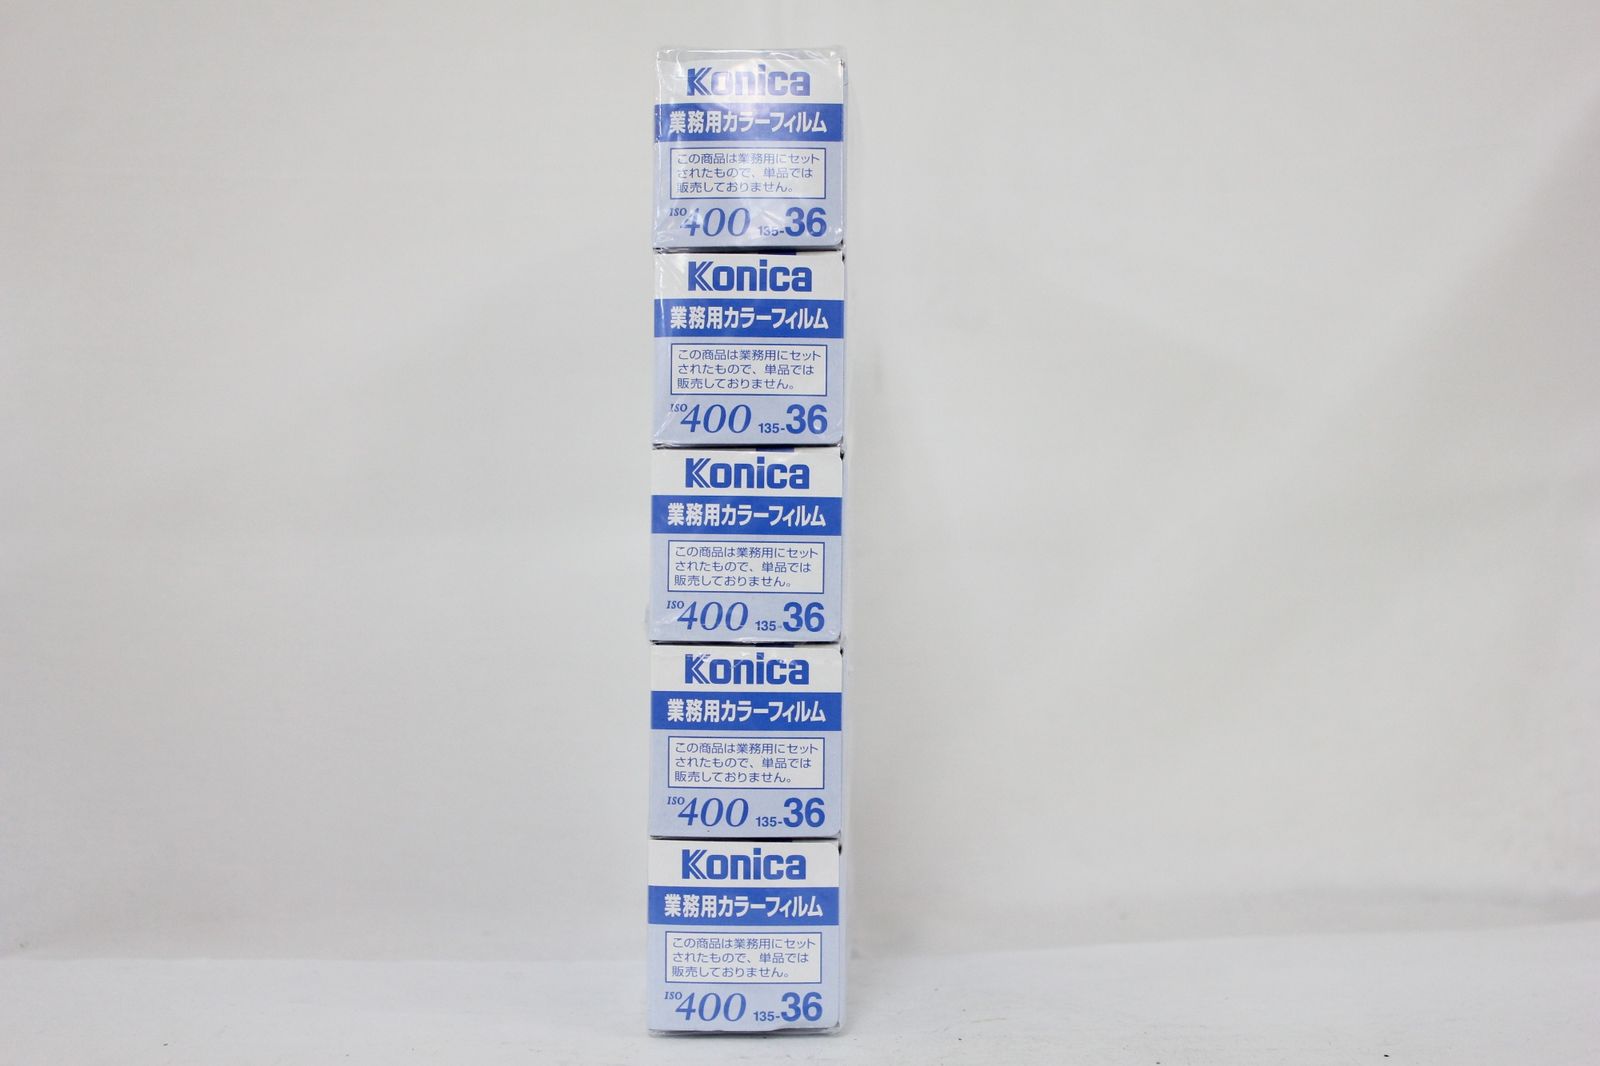 Konica
業務用カラーフィルム
この商品は業務用にセット
されたもので、単品では
販売しておりません。
ISO 400 135-36
Konica
業務用カラーフィルム
この商品は業務用にセット
されたもので、単品では
販売しておりません。
ISO 400 135-36
Konica
業務用カラーフィルム
この商品は業務用にセット
されたもので、単品では
販売しておりません。
ISO 400 135-36
Konica
業務用カラーフィルム
この商品は業務用にセット
されたもので、単品では
販売しておりません。
ISO 400 135-36
Konica
業務用カラーフィルム
この商品は業務用にセット
されたもので、単品では
販売しておりません。
ISO 400 135-36